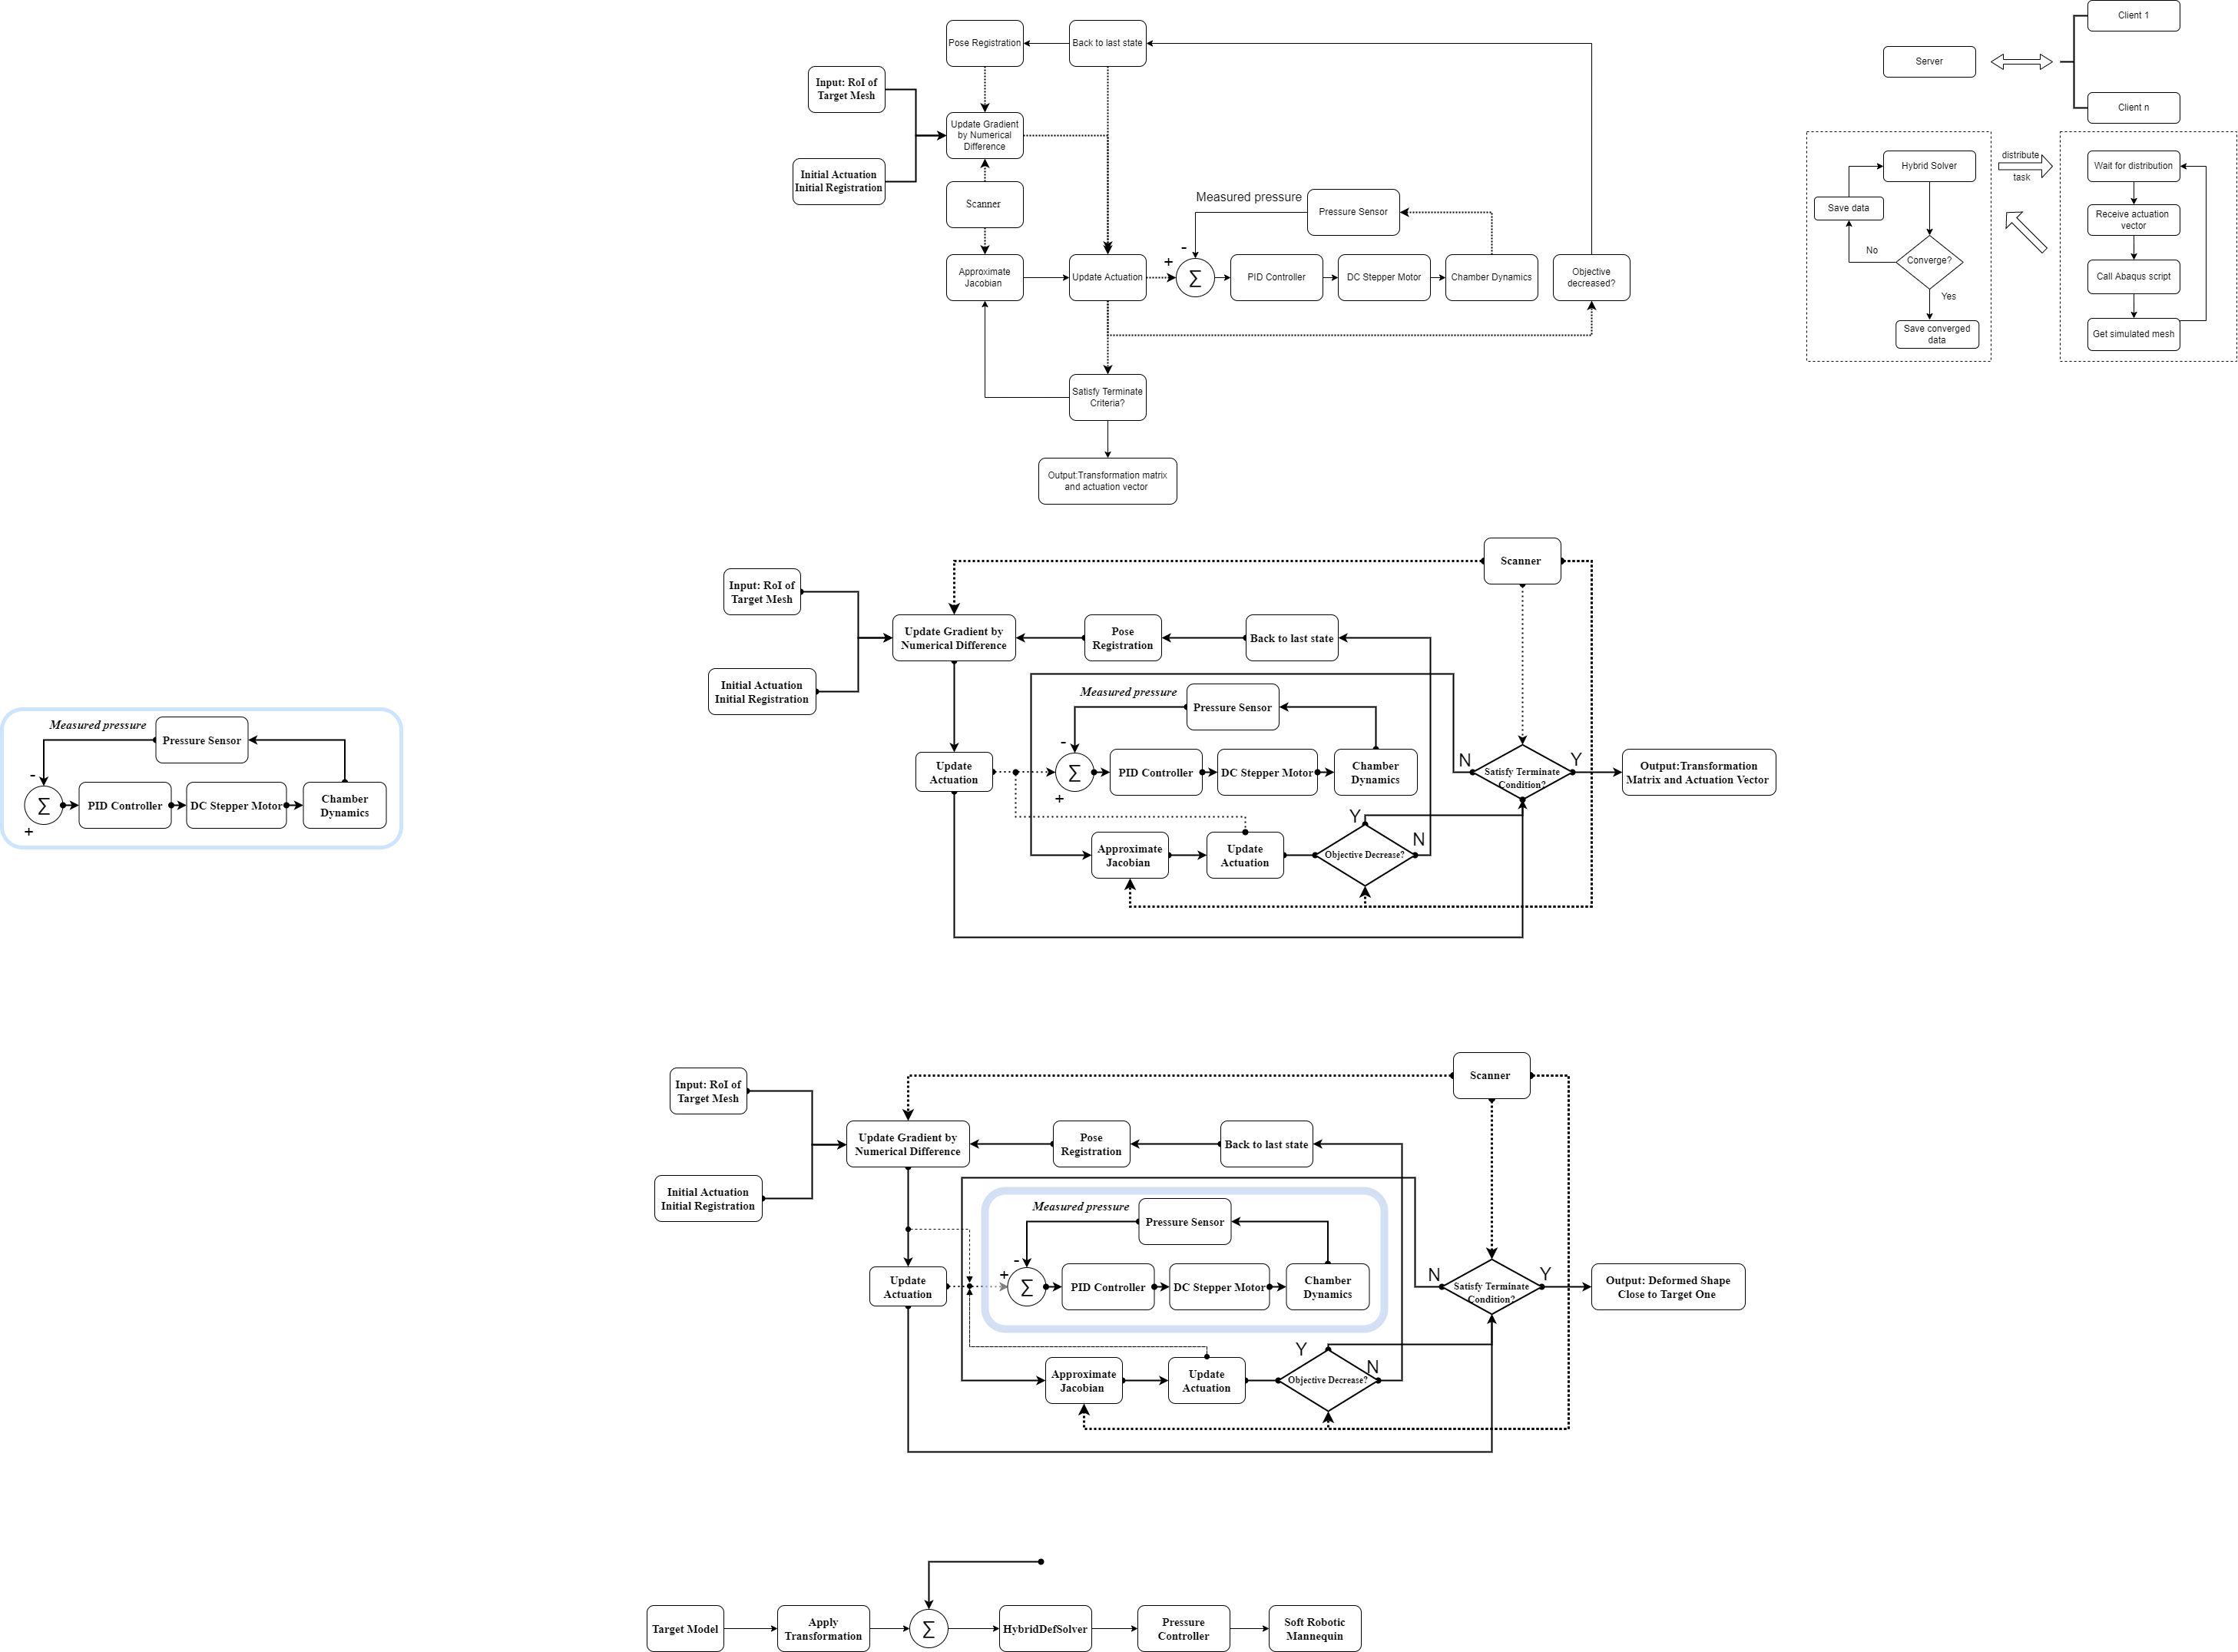 Pose Registration
Back to last state
Input: RoI of
Target Mesh
Update Gradient
by Numerical
Difference
Initial Actuation
Initial Registration
Scanner
Measured pressure
Pressure Sensor
-
+
Approximate
Jacobian
Update Actuation
∑
PID Controller
DC Stepper Motor
Chamber Dynamics
Objective
decreased?
Satisfy Terminate
Criteria?
Output:Transformation matrix
and actuation vector
Client 1
Server
Client n
Hybrid Solver
Save data
No
Converge?
Yes
Save converged
data
distribute
task
Wait for distribution
Receive actuation
vector
Call Abaqus script
Get simulated mesh
Measured pressure
Pressure Sensor
-
∑
+
PID Controller
DC Stepper Motor
Chamber
Dynamics
Scanner
Input: RoI of
Target Mesh
Update Gradient by
Numerical Difference
Pose
Registration
Back to last state
Initial Actuation
Initial Registration
Measured pressure
Pressure Sensor
-
Update
Actuation
∑
+
PID Controller
DC Stepper Motor
Chamber
Dynamics
N
Satisfy Terminate
Condition?
Y
Output:Transformation
Matrix and Actuation Vector
Approximate
Jacobian
Update
Actuation
Y
Objective Decrease?
N
Scanner
Input: RoI of
Target Mesh
Update Gradient by
Numerical Difference
Pose
Registration
Back to last state
Initial Actuation
Initial Registration
Measured pressure
Pressure Sensor
-
+
Update
Actuation
∑
PID Controller
DC Stepper Motor
Chamber
Dynamics
N
Satisfy Terminate
Condition?
Y
Output: Deformed Shape
Close to Target One
Approximate
Jacobian
Update
Actuation
Y
Objective Decrease?
N
Target Model
Apply
Transformation
∑
HybridDefSolver
Pressure
Controller
Soft Robotic
Mannequin